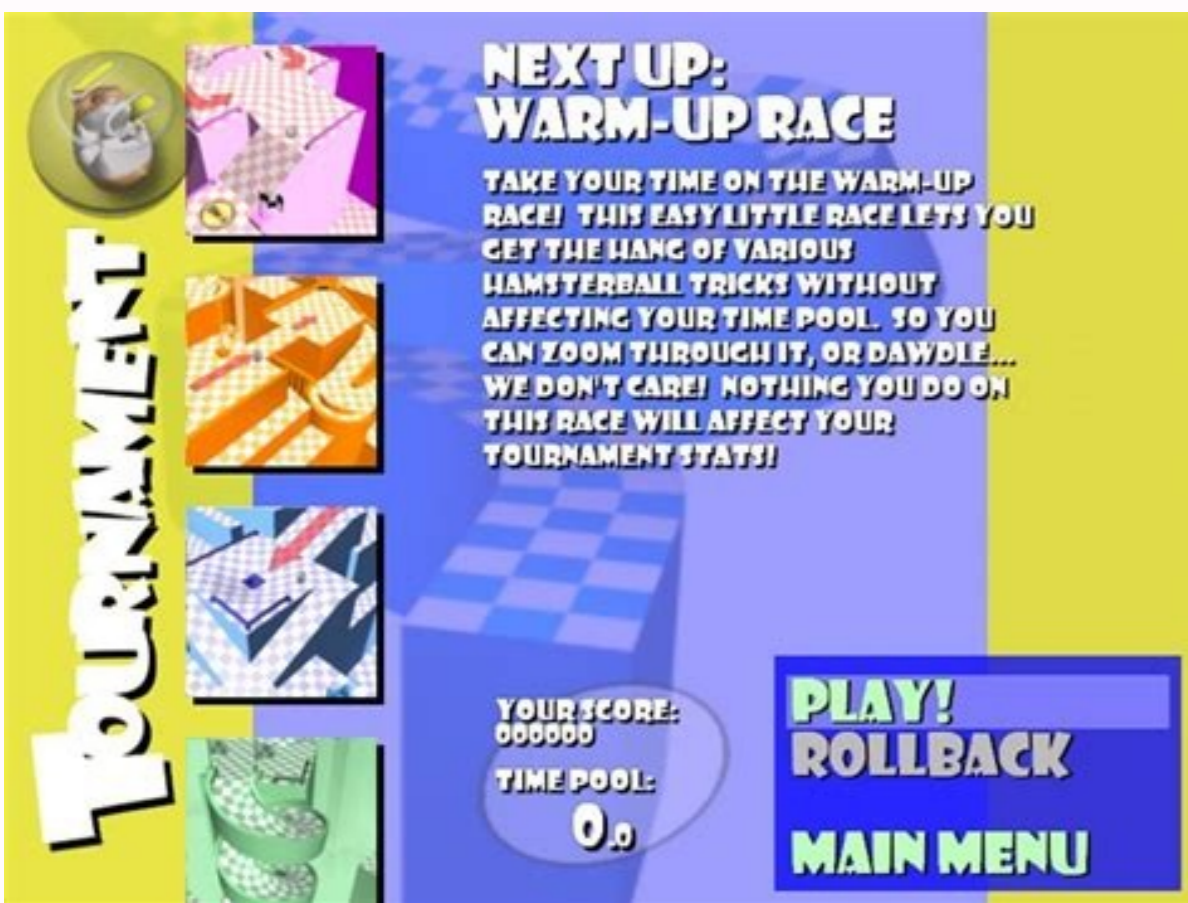 TOURNAMENT
NEXT UP:
WARM-UP RACE
TAKE YOUR TIME ON THE WARM-UP
RACE! THIS EASY LITTLE RACE LETS YOU
GET THE HANG OF VARIOUS
HAMSTERBALL TRICKS WITHOUT
AFFECTING YOUR TIME POOL. SO YOU
CAN ZOOM THROUGH IT, OR DAWDLE...
WE DON'T CARE! NOTHING YOU DO ON
THIS RACE WILL AFFECT YOUR
TOURNAMENT STATS!
YOUR SCORE:
000000
TIME POOL:
0.0
PLAY!
ROLLBACK
MAIN MENU